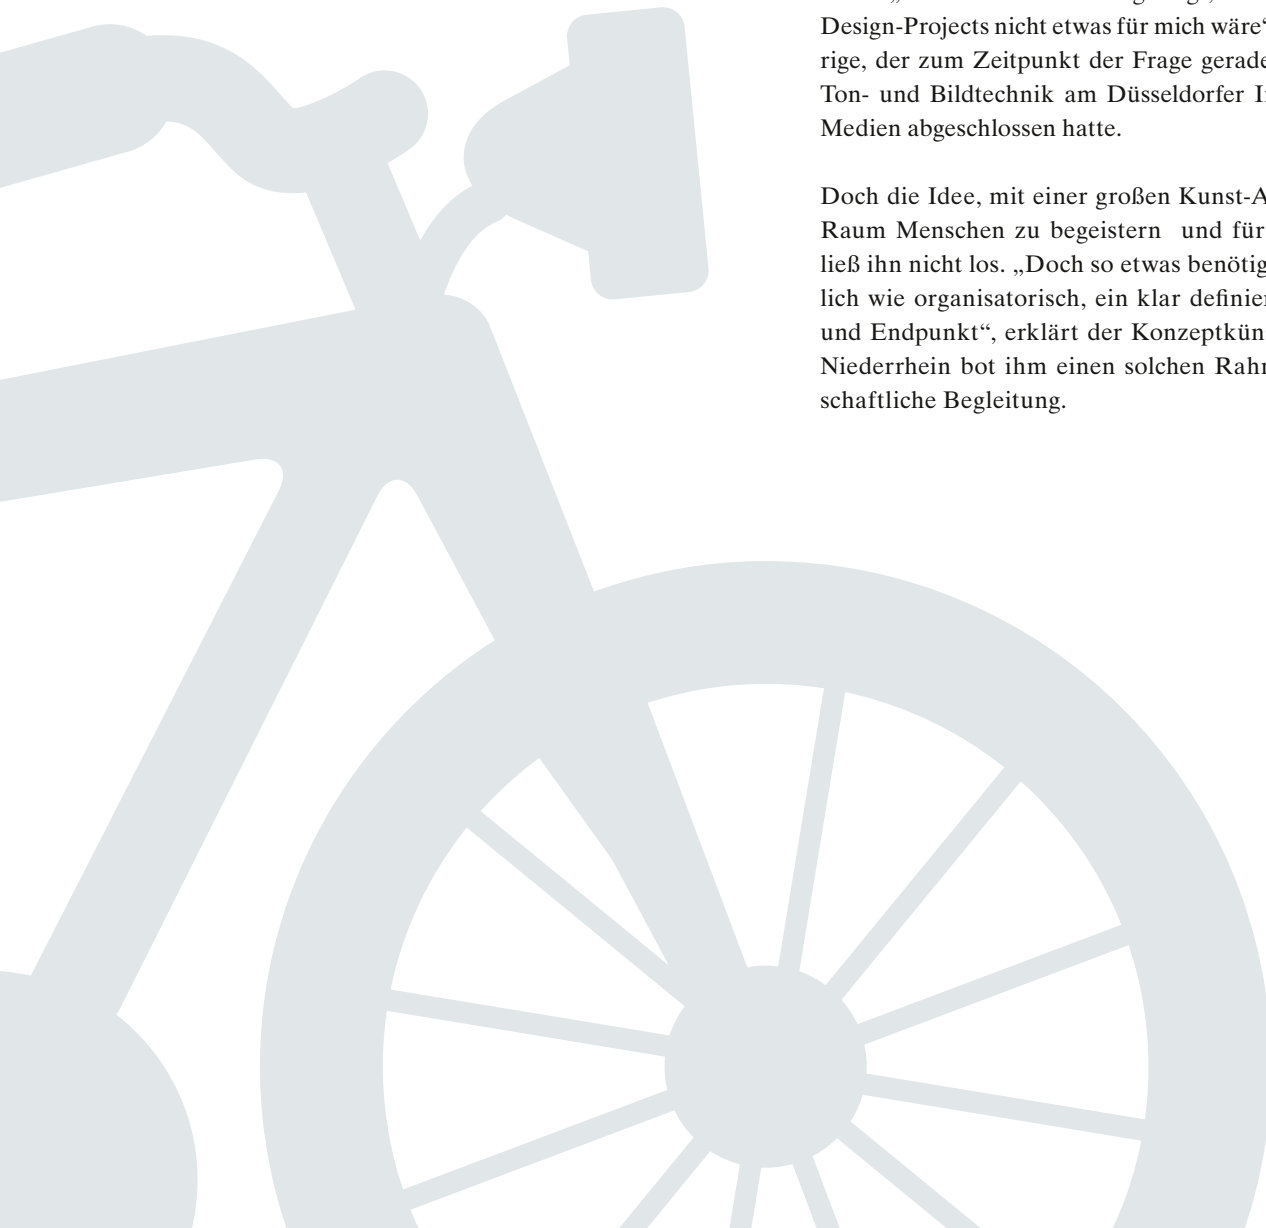 Design-Projects nicht etwas für mich wäre“
rige, der zum Zeitpunkt der Frage gerade
Ton- und Bildtechnik am Düsseldorfer
Medien abgeschlossen hatte.
Doch die Idee, mit einer großen Kunst-A
Raum Menschen zu begeistern und für
ließ ihn nicht los. „Doch so etwas benötig
lich wie organisatorisch, ein klar definier
und Endpunkt“, erklärt der Konzeptkün
Niederrhein bot ihm einen solchen Rahm
schaftliche Begleitung.